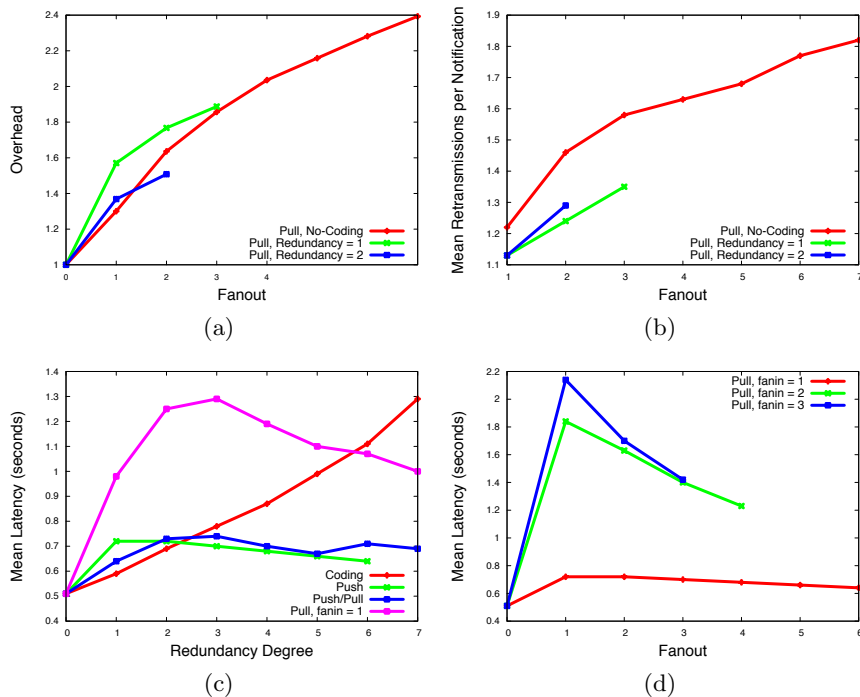 2.4
2.2
2
1.8
1.6
1.4
1.2
1
0 1 2 3 4
Overhead
Fanout
Pull, No-Coding
Pull, Redundancy = 1
Pull, Redundancy = 2
(a)
1.9
1.8
1.7
1.6
1.5
1.4
1.3
1.2
1.1
1 2 3 4 5 6 7
Mean Retransmissions per Notification
Fanout
Pull, No-Coding
Pull, Redundancy = 1
Pull, Redundancy = 2
(b)
1.4
1.3
1.2
1.1
1
0.9
0.8
0.7
0.6
0.5
0.4
0 1 2 3 4 5 6 7
Mean Latency (seconds)
Redundancy Degree
Coding
Push
Push/Pull
Pull, fanin = 1
(c)
2.2
2
1.8
1.6
1.4
1.2
1
0.8
0.6
0.4
0 1 2 3 4 5 6
Mean Latency (seconds)
Fanout
Pull, fanin = 1
Pull, fanin = 2
Pull, fanin = 3
(d)